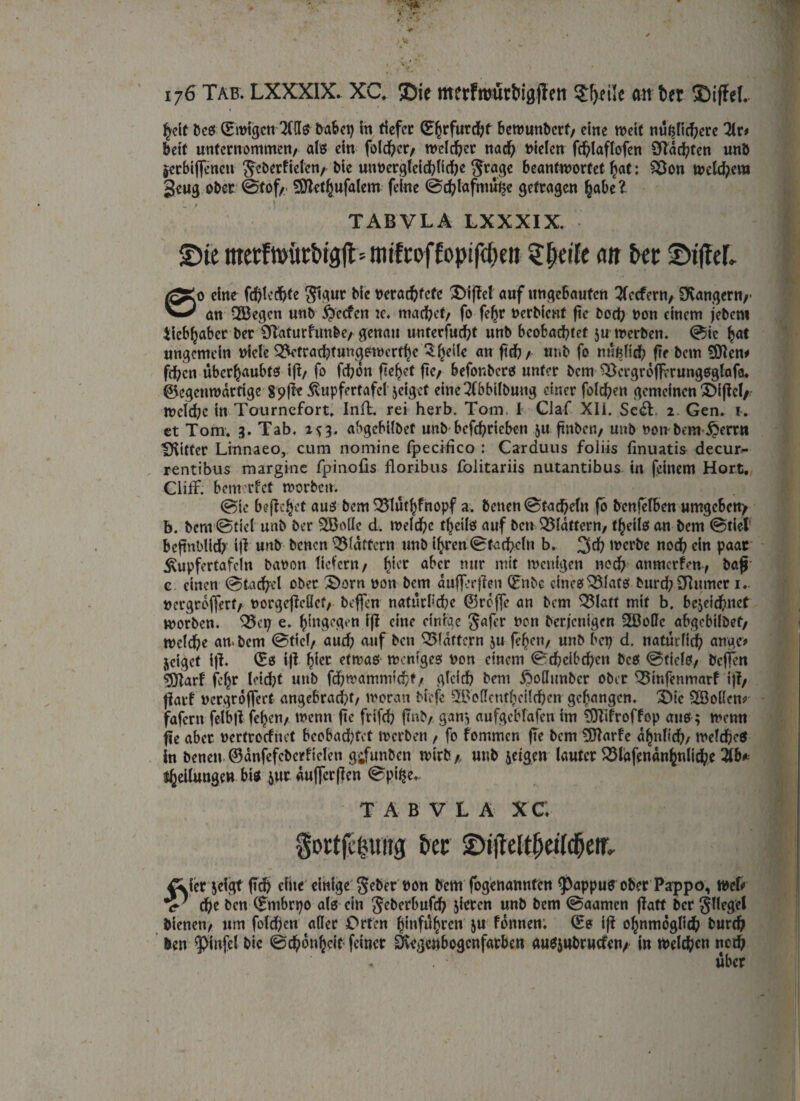 176 TAB. LXXXIX. XC. Die merkwürdigsten Theile an der Distel.
heit des Ewigen Alls dabey in tiefer Ehrfurcht bewundert, eine weit nützlichere Ar-
beit unternommen, als ein solcher, welcher nach vielen schlaflosen Nächten und
zerbissenen Federkielen, die unvergleichliche Frage beantwortet hat: Von welchem
Zeug oder Stof, Methusalem seine Schlafmütze getragen habe?
TABVLA LXXXIX.
Die merkwürdigst-mikroskopischen Theile an der Distel.
So eine schlechte Figur die verachtete Distel auf ungebauten Aeckern, Rangern,
an Wegen und Hecken ec. machet, so sehr verdient sie doch von einem jeden
Liebhaber der Naturkunde, genau untersucht und beobachtet zu werden. Sie hat
ungemein viele Betrachtungswerthe Theile an sich, und so nützlich sie dem Men-
schen überhaubts ist, so schön stehet sie, besonders unter dem Vergrösserungsglase.
Gegenwärtige 89ste Kupfertafel zeiget eine Abbildung einer solchen gemeinen Distel,
welche in Tournefort. Inst. rei herb. Tom. I Claf XII. Sect. 2 Gen. 1.
et Tom. 3. Tab. 253. abgebildet und beschrieben zu finden, und von dem Herrn
Ritter Linnaeo, cum nomine specifico : Carduus foliis sinuatis decur-
rentibus margine spinosis floribus solitariis nutantibus in seinem Hort.
Cliff. bemerket worden.
Sie bestehet aus dem Blüthknopf a. denen Stacheln so denselben umgeben,
b. dem Stiel und der Wolle d. welche theils auf den Blättern, theils an dem Stiel
befindlich ist und denen Blättern und ihren Stacheln b. Ich werde noch ein paar
Kupfertafeln davon liefern, hier aber nur mit wenigen noch anmerken, daß
c einen Stachel oder Dorn von dem äussersten Ende eines Blats durch Numer 1.
vergrössert, vorgestellet, dessen natürliche Grösse an dem Blatt mit b. bezeichnet
worden. Bey e. hingegen ist eine einige Faser von derjenigen Wolle abgebildet,
welche an dem Stiel, auch auf den Blättern zu sehen, und bey d. natürlich ange-
zeiget ist. Es ist hier etwas weniges von einem Scheibchen des Stiels, dessen
Mark sehr leicht und schwammicht, gleich dem Hollunder oder Binsenmark ist,
stark vergrössert angebracht, woran diese Wollentheilchen gehangen. Die Wollen-
fasern selbst sehen, wenn sie frisch sind, ganz aufgeblasen im Mikroskop aus; wenn
sie aber vertrocknet beobachtet werden, so kommen sie dem Marke ähnlich, welches
in denen Gänsefederkielen gefunden wird, und zeigen lauter Blasenänhnliche Ab-
theilungen bis zur äussersten Spitze.
TABVLA XC.
Fortsetzung der Disteltheilchen.
Hier zeigt sich eine einige Feder von dem sogenannten Pappus oder Pappo, wel-
che den Embryo als ein Federbusch zieren und dem Saamen statt der Flügel
dienen, um solchen aller Orten hinführen zu können. Es ist ohnmöglich durch
den Pinsel die Schönheit seiner Regenbogenfarben auszudrucken, in welchen noch
über